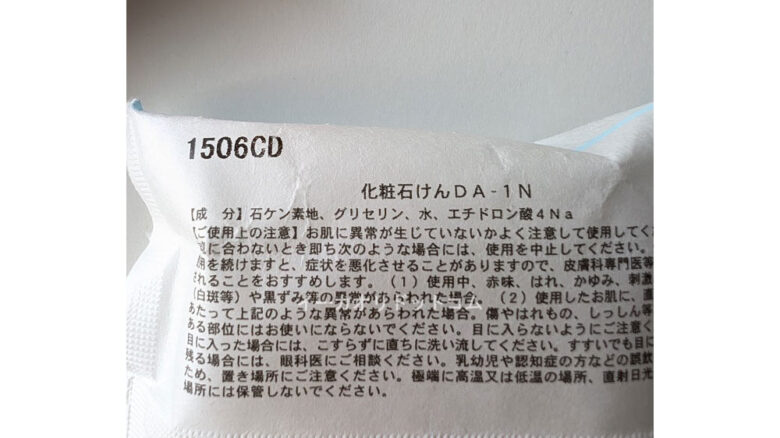 1506CD
化粧石けんDA-1N
【成 分】石ケン素地、グリセリン、水、エチドロン酸4Na
【ご使用上の注意】お肌に異常が生じていないかよく注意して使用してくだ
に合わないとき即ち次のような場合には、使用を中止してください。
用を続けますと、症状を悪化させることがありますので、皮膚科専門医等
されることをおすすめします。(1)使用中、赤味、はれ、かゆみ、刺激
(白斑等)や黒ずみ等の異常があらわれた場合。(2)使用したお肌に、直
あたって上記のような異常があらわれた場合。傷やはれもの、しっしん等
ある部位にはお使いにならないでください。目に入らないようにご注意く
目に入った場合には、こすらずに直ちに洗い流してください。すすいでも目に
残る場合には、眼科医にご相談ください。乳幼児や認知症の方などの誤飲
ため、置き場所にご注意ください。極端に高温又は低温の場所、直射日光
場所には保管しないでください。